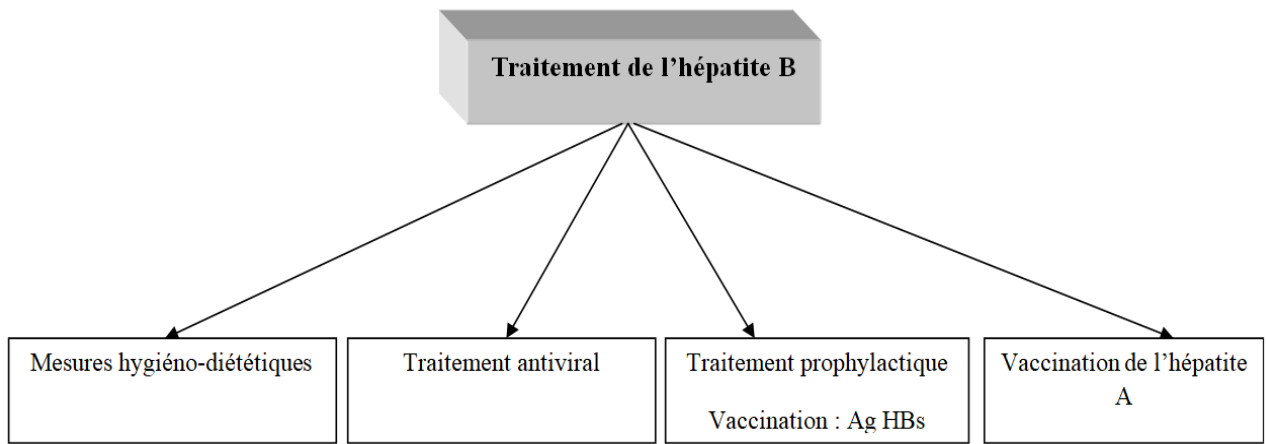 Traitement de l’hépatite B
Mesures hygiéno-diététiques
Traitement antiviral
Traitement prophylactique
Vaccination : Ag HBs
Vaccination de l’hépatite
A